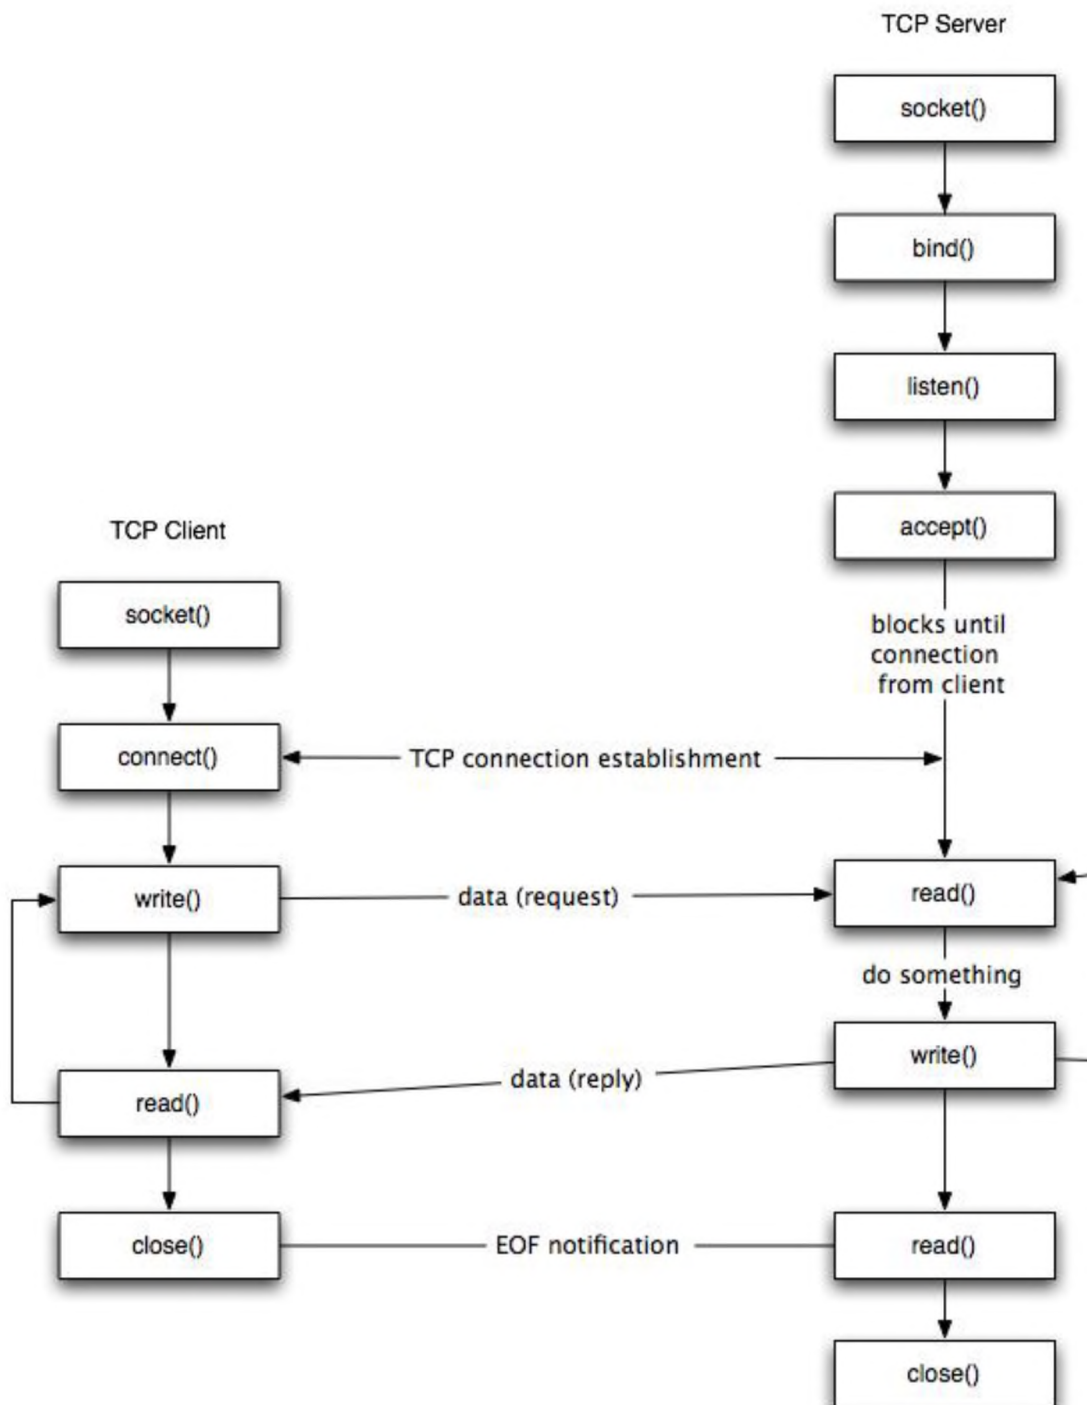 TCP Server
socket()
bind()
listen()
accept()
blocks until
connection
from client
TCP Client
socket()
connect()
TCP connection establishment
write()
data (request)
read()
do something
write()
data (reply)
read()
close()
EOF notification
read()
close()